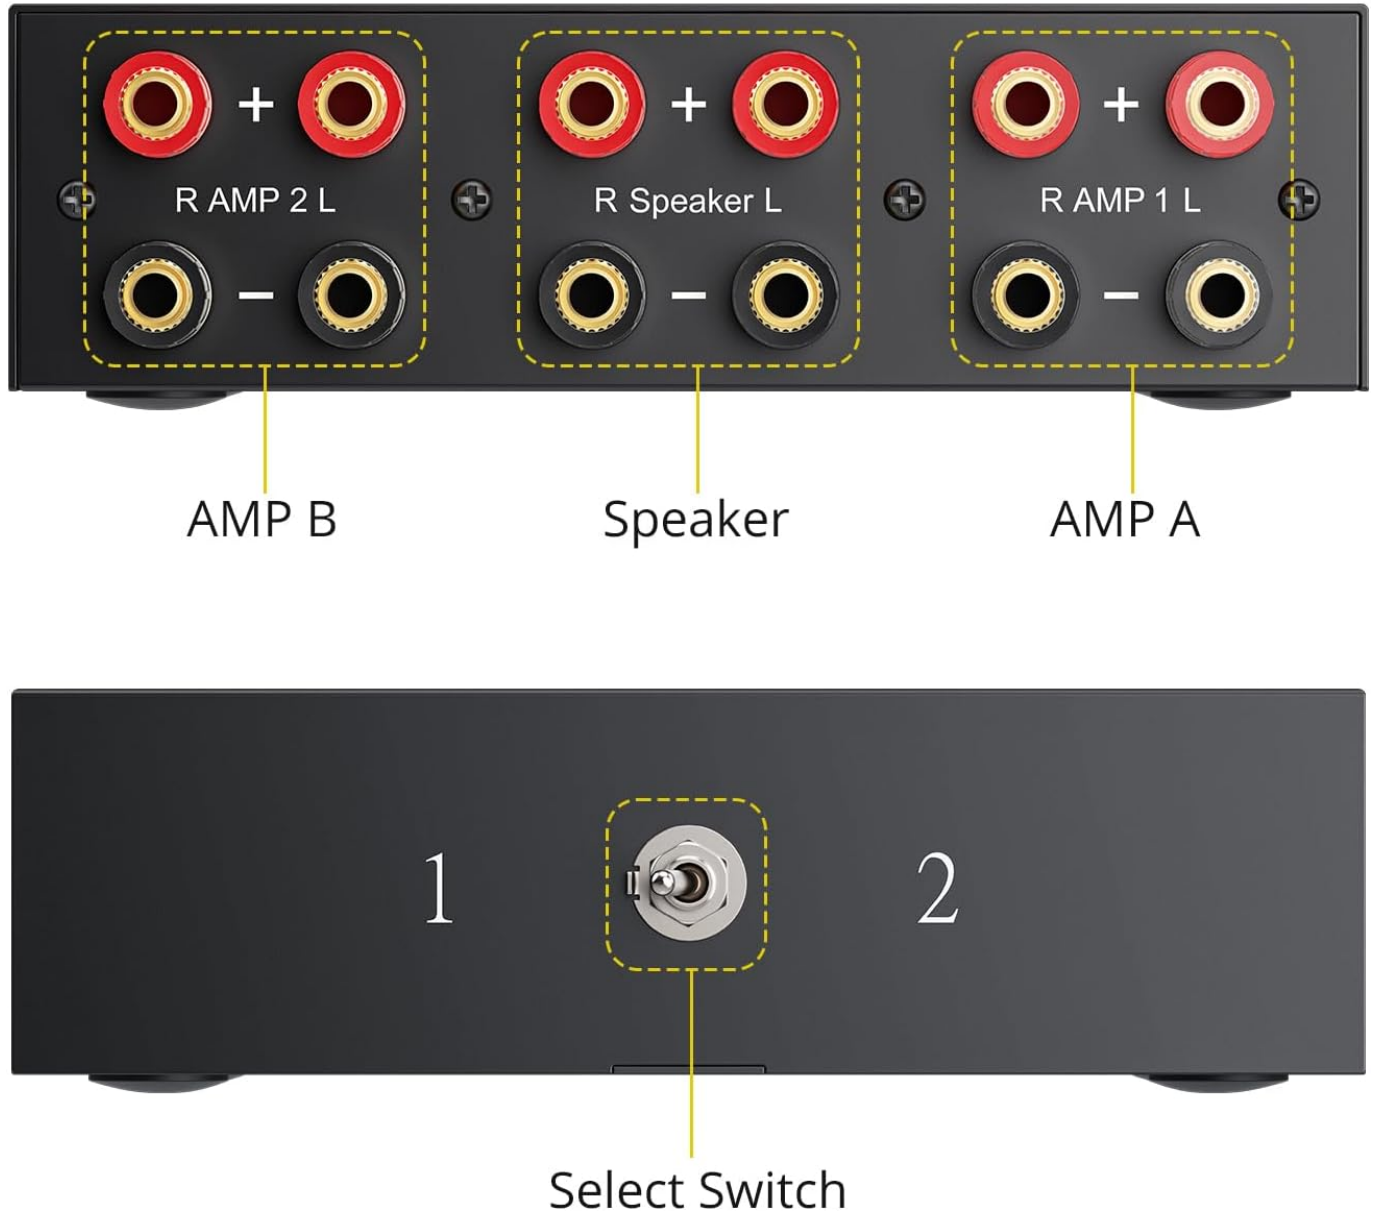 + + +
R AMP 2 L R Speaker L R AMP 1 L
− − −
AMP B Speaker AMP A
1 2
Select Switch